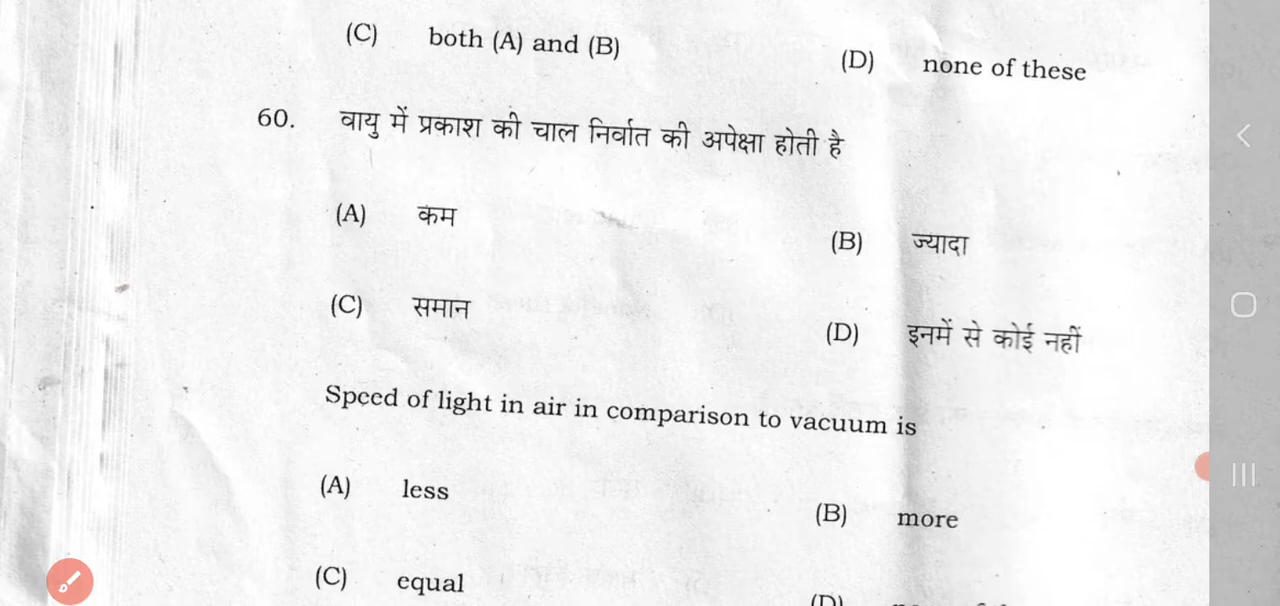 (C) both (A) and (B) (D) none of these
60. वायु में प्रकाश की चाल निर्वात की अपेक्षा होती है
(A) कम (B) ज्यादा
(C) समान (D) इनमें से कोई नहीं
Speed of light in air in comparison to vacuum is
(A) less (B) more
(C) equal (D)